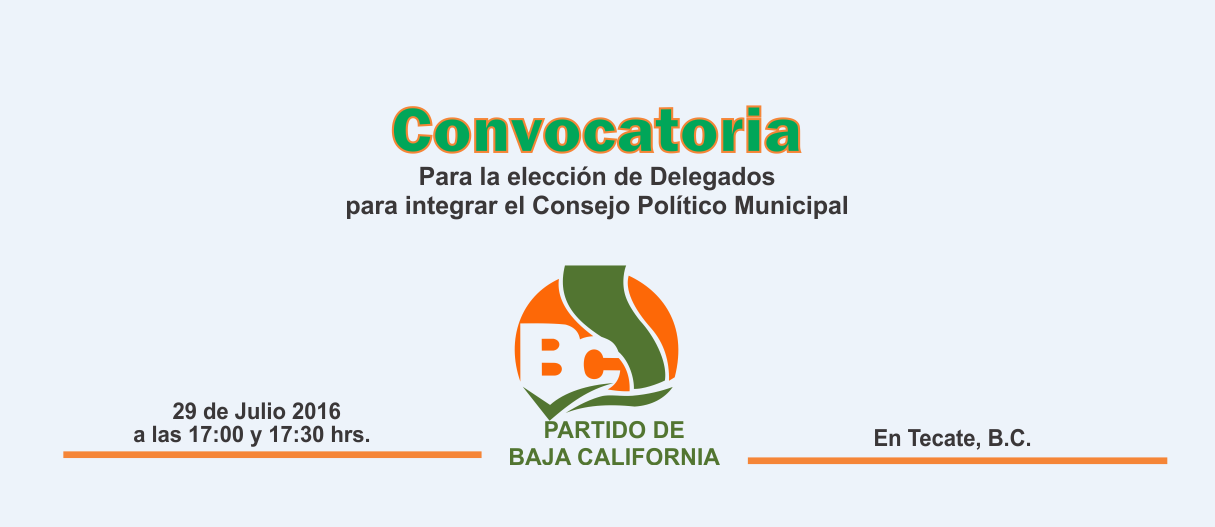 Convocatoria
Para la elección de Delegados
para integrar el Consejo Político Municipal
BC
29 de Julio 2016
a las 17:00 y 17:30 hrs.
PARTIDO DE
BAJA CALIFORNIA
En Tecate, B.C.